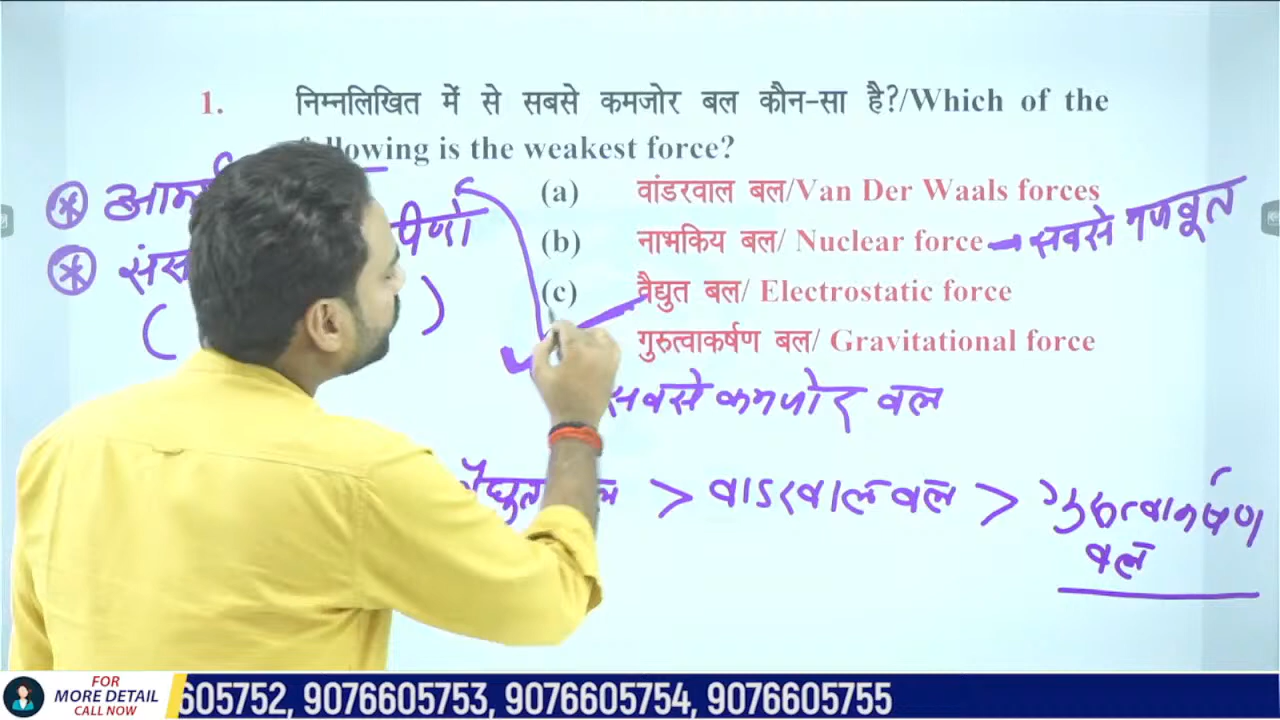 1. निम्नलिखित में से सबसे कमजोर बल कौन-सा है?/Which of the
following is the weakest force?
(a) वांडरवाल बल/Van Der Waals forces
(b) नाभकिय बल/ Nuclear force → सबसे मजबूत
(c) वैद्युत बल/ Electrostatic force
गुरुत्वाकर्षण बल/ Gravitational force
सबसे कमजोर बल
> वाडरवाल बल > गुरुत्वाकर्षण
बल
FOR
MORE DETAIL
CALL NOW
605752, 9076605753, 9076605754, 9076605755